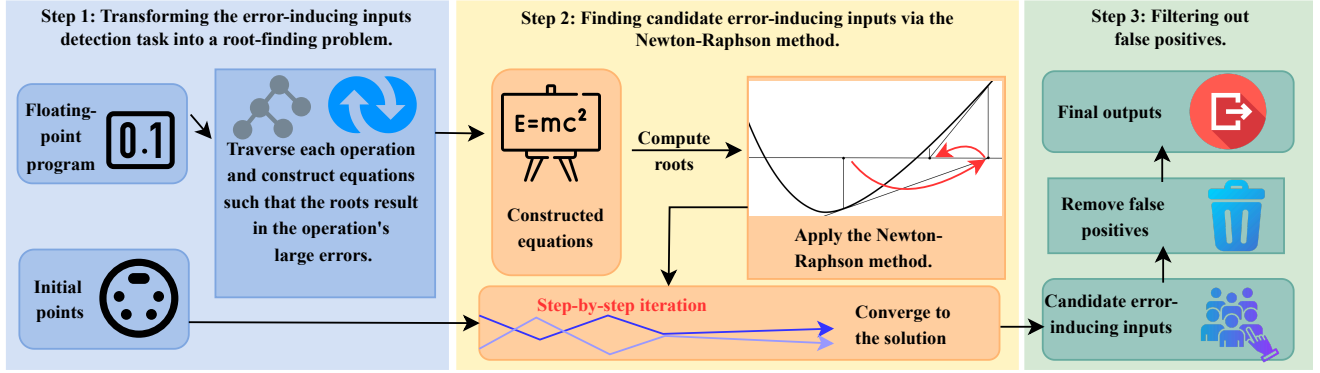 Step 1: Transforming the error-inducing inputs
detection task into a root-finding problem.
Floating-
point
program
0.1
Traverse each operation
and construct equations
such that the roots result
in the operation's
large errors.
Initial
points
Step 2: Finding candidate error-inducing inputs via the
Newton-Raphson method.
E=mc²
Constructed
equations
Compute
roots
Apply the Newton-
Raphson method.
Step-by-step iteration
Converge to
the solution
Step 3: Filtering out
false positives.
Final outputs
Remove false
positives
Candidate error-
inducing inputs